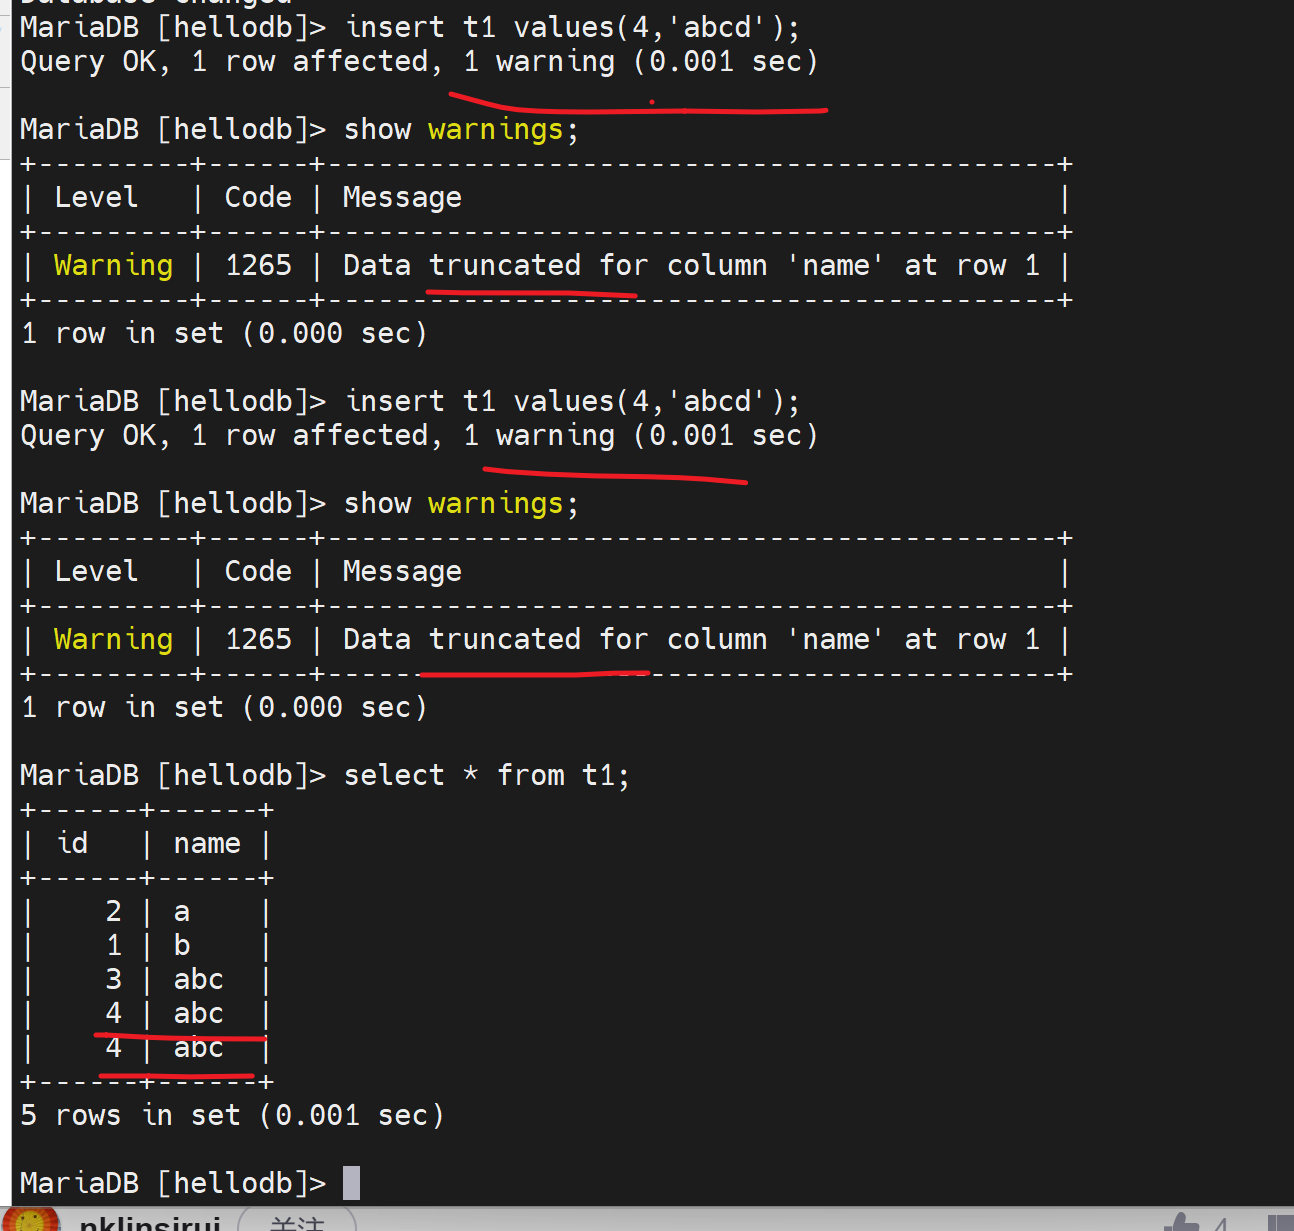 Database changed
MariaDB [hellodb]> insert t1 values(4,'abcd');
Query OK, 1 row affected, 1 warning (0.001 sec)
MariaDB [hellodb]> show warnings;
+---------+------+-------------------------------------------+
| Level   | Code | Message                                   |
+---------+------+-------------------------------------------+
| Warning | 1265 | Data truncated for column 'name' at row 1 |
+---------+------+-------------------------------------------+
1 row in set (0.000 sec)
MariaDB [hellodb]> insert t1 values(4,'abcd');
Query OK, 1 row affected, 1 warning (0.001 sec)
MariaDB [hellodb]> show warnings;
+---------+------+-------------------------------------------+
| Level   | Code | Message                                   |
+---------+------+-------------------------------------------+
| Warning | 1265 | Data truncated for column 'name' at row 1 |
+---------+------+-------------------------------------------+
1 row in set (0.000 sec)
MariaDB [hellodb]> select * from t1;
+------+------+
| id   | name |
+------+------+
|    2 | a    |
|    1 | b    |
|    3 | abc  |
|    4 | abc  |
|    4 | abc  |
+------+------+
5 rows in set (0.001 sec)
MariaDB [hellodb]>
nklinsirui 关注 4